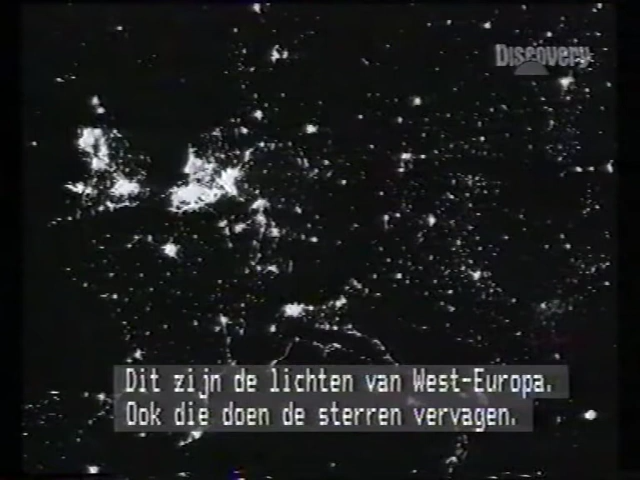 Discovery
Dit zijn de lichten van West-Europa.
Ook die doen de sterren vervagen.